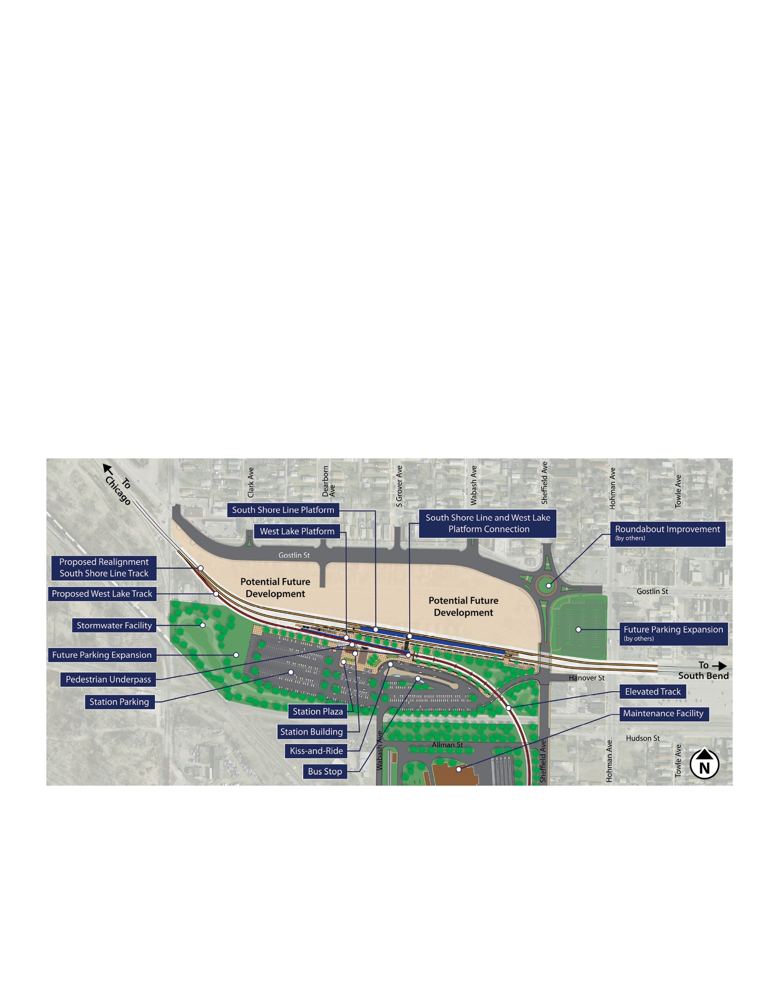 To
Chicago
Clark Ave
Dearborn
Ave
S Grover Ave
Wabash Ave
Sheffield Ave
Hohman Ave
Towle Ave
South Shore Line Platform
West Lake Platform
South Shore Line and West Lake
Platform Connection
Roundabout Improvement
(by others)
Gostlin St
Proposed Realignment
South Shore Line Track
Proposed West Lake Track
Potential Future
Development
Potential Future
Development
Gostlin St
Stormwater Facility
Future Parking Expansion
(by others)
Future Parking Expansion
To
South Bend
Pedestrian Underpass
Hanover St
Station Parking
Elevated Track
Station Plaza
Maintenance Facility
Station Building
Kiss-and-Ride
Bus Stop
Wabash Ave
Allman St
Sheffield Ave
Hudson St
Hohman Ave
Towle Ave
N